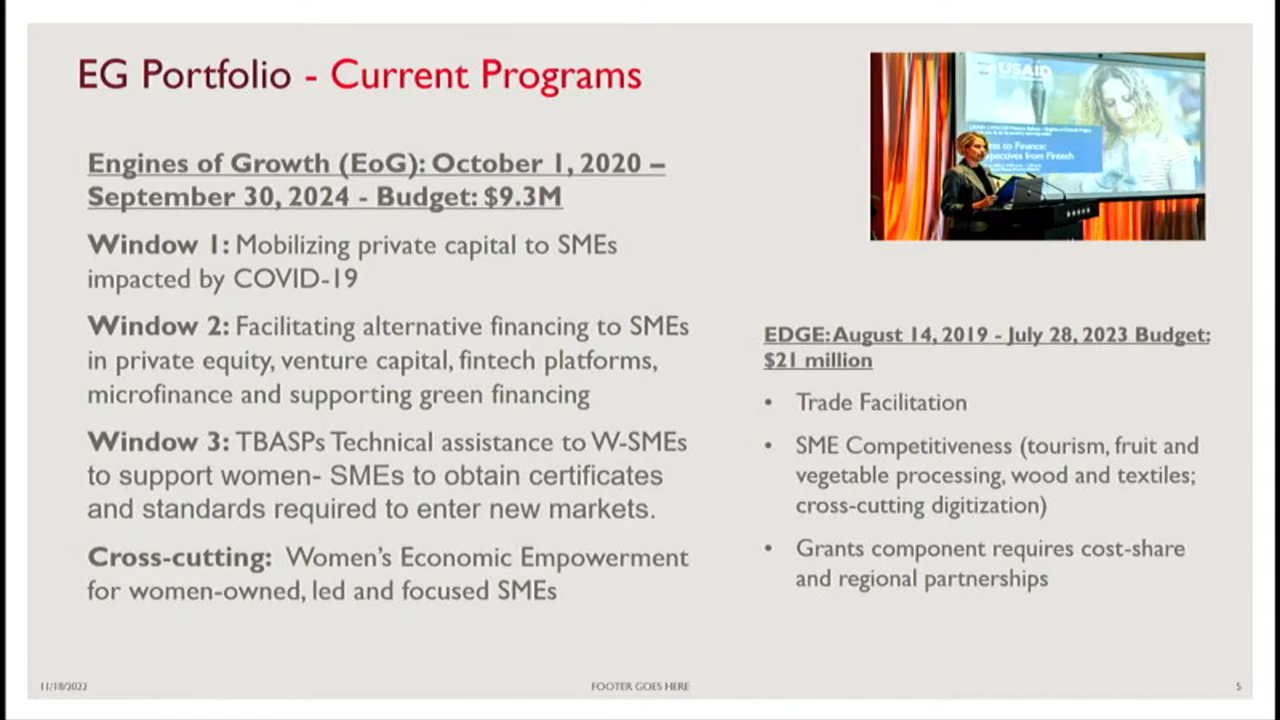 EG Portfolio - Current Programs
Engines of Growth (EoG): October 1, 2020 –
September 30, 2024 - Budget: $9.3M
Window 1: Mobilizing private capital to SMEs
impacted by COVID-19
Window 2: Facilitating alternative financing to SMEs
in private equity, venture capital, fintech platforms,
microfinance and supporting green financing
Window 3: TBASPs Technical assistance to W-SMEs
to support women- SMEs to obtain certificates
and standards required to enter new markets.
Cross-cutting: Women's Economic Empowerment
for women-owned, led and focused SMEs
USAID
to Finance:
from Fintech
EDGE: August 14, 2019 - July 28, 2023 Budget:
$21 million
• Trade Facilitation
• SME Competitiveness (tourism, fruit and
vegetable processing, wood and textiles;
cross-cutting digitization)
• Grants component requires cost-share
and regional partnerships
11/18/2022
FOOTER GOES HERE
5